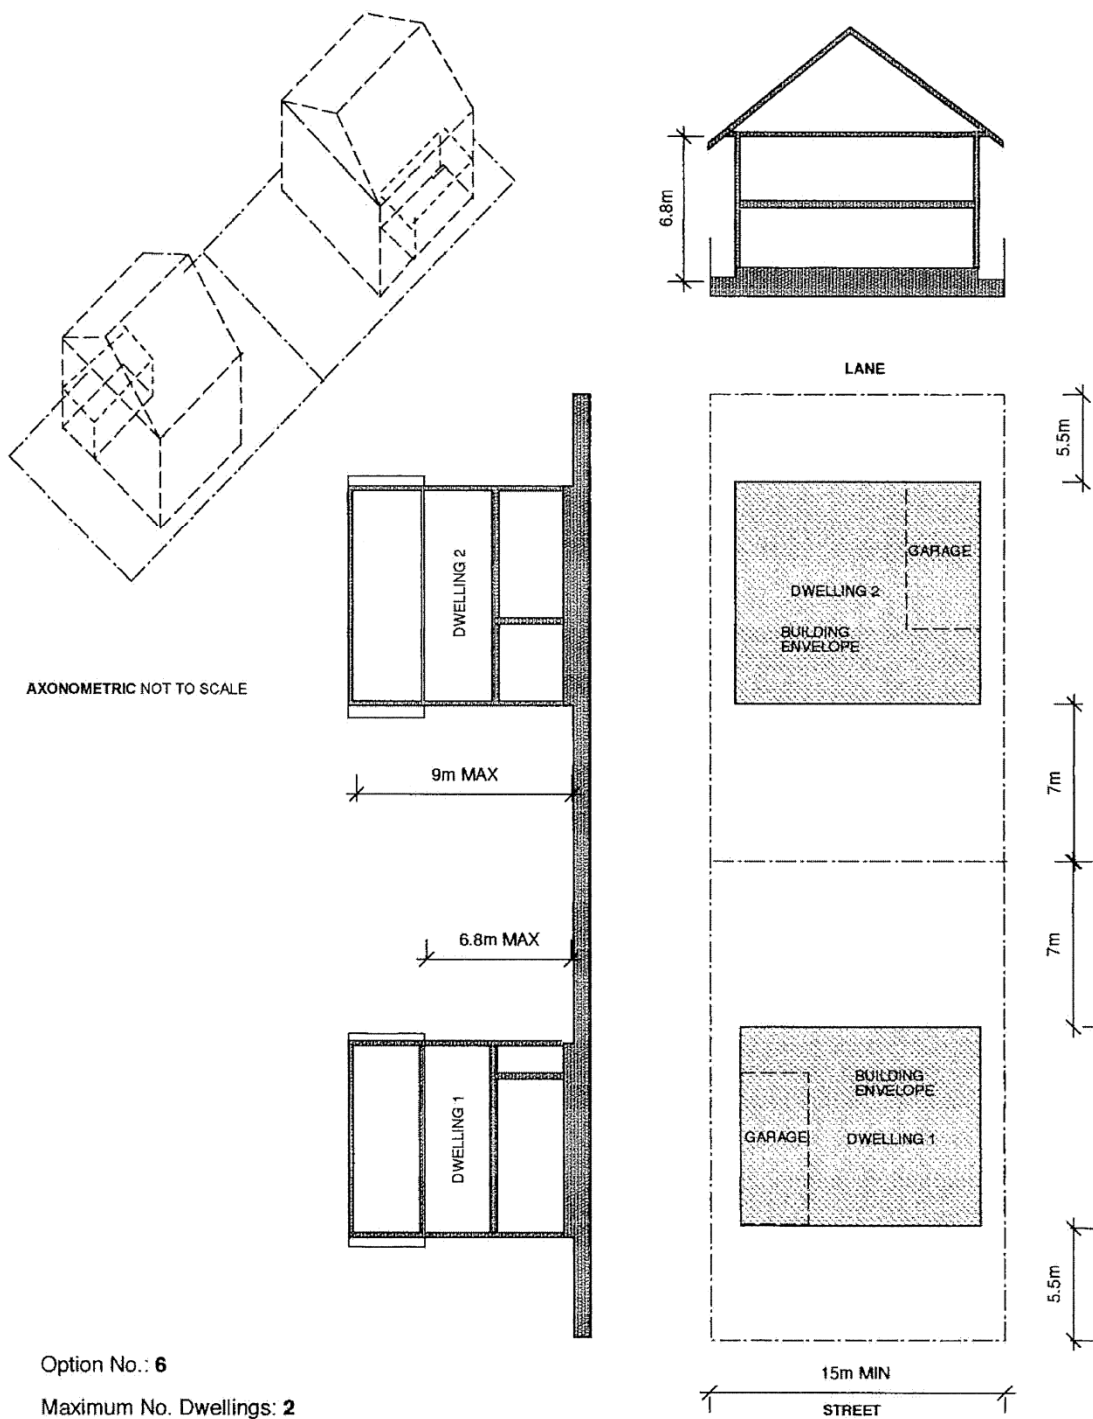 6.8m
LANE
5.5m
GARAGE
DWELLING 2
BUILDING
ENVELOPE
DWELLING 2
AXONOMETRIC NOT TO SCALE
9m MAX
7m
6.8m MAX
7m
BUILDING
ENVELOPE
GARAGE
DWELLING 1
DWELLING 1
5.5m
Option No.: 6
15m MIN
Maximum No. Dwellings: 2
STREET